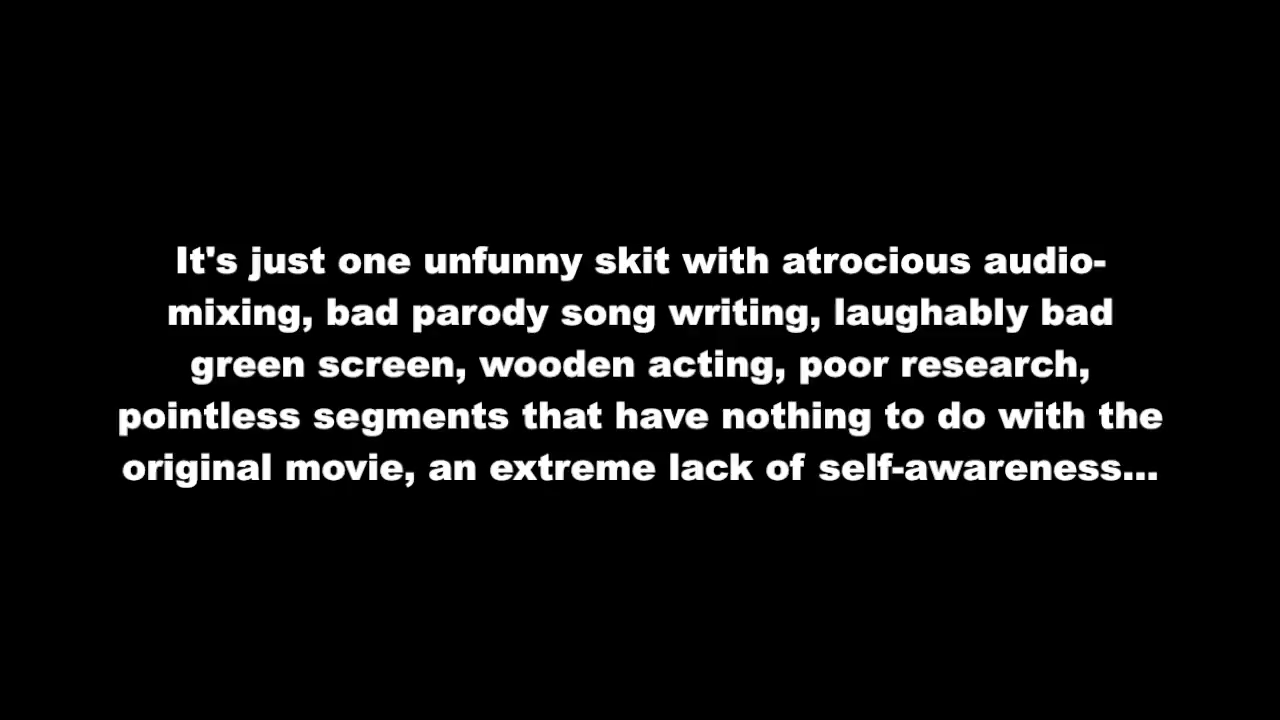 It's just one unfunny skit with atrocious audio-
mixing, bad parody song writing, laughably bad
green screen, wooden acting, poor research,
pointless segments that have nothing to do with the
original movie, an extreme lack of self-awareness...